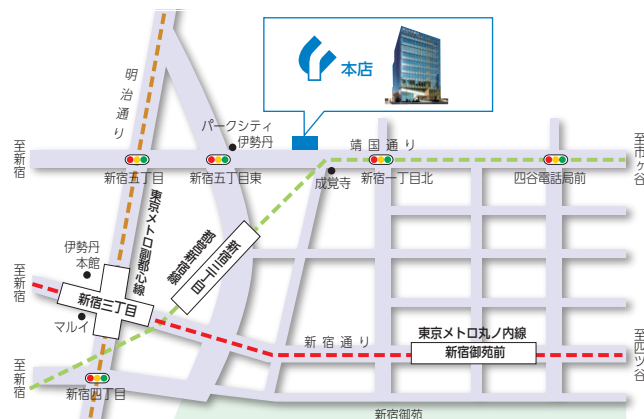 本店
明治通り
パークシティ
伊勢丹
靖国通り
至新宿
新宿五丁目
新宿五丁目東
成覚寺
新宿一丁目北
四谷電話局前
至市ヶ谷
東京メトロ副都心線
都営新宿線
新宿三丁目
伊勢丹
本館
至新宿
新宿三丁目
マルイ
新宿通り
東京メトロ丸ノ内線
新宿御苑前
至四ツ谷
至新宿
新宿四丁目
新宿御苑